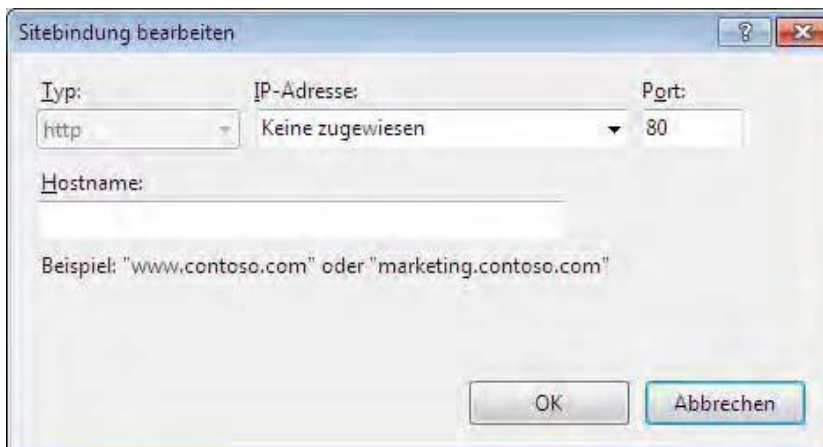 Sitebindung bearbeiten
Typ: IP-Adresse: Port:
http Keine zugewiesen 80
Hostname:
Beispiel: "www.contoso.com" oder "marketing.contoso.com"
OK Abbrechen